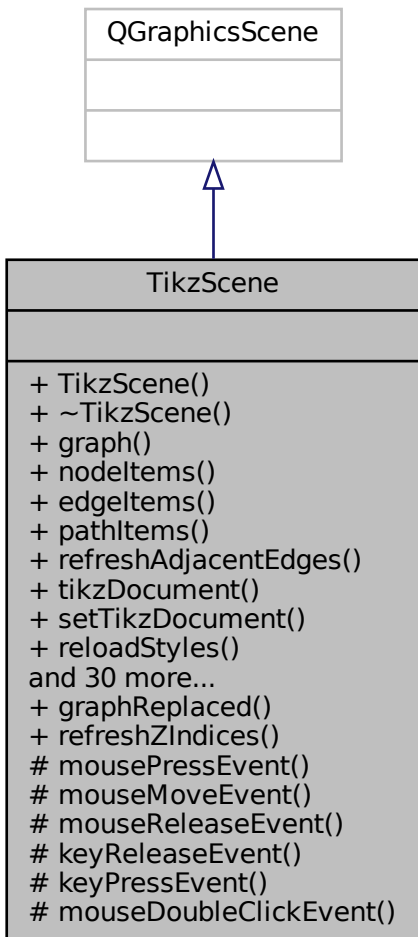 QGraphicsScene
TikzScene
+ TikzScene()
+ ~TikzScene()
+ graph()
+ nodeItems()
+ edgeItems()
+ pathItems()
+ refreshAdjacentEdges()
+ tikzDocument()
+ setTikzDocument()
+ reloadStyles()
and 30 more...
+ graphReplaced()
+ refreshZIndices()
# mousePressEvent()
# mouseMoveEvent()
# mouseReleaseEvent()
# keyReleaseEvent()
# keyPressEvent()
# mouseDoubleClickEvent()